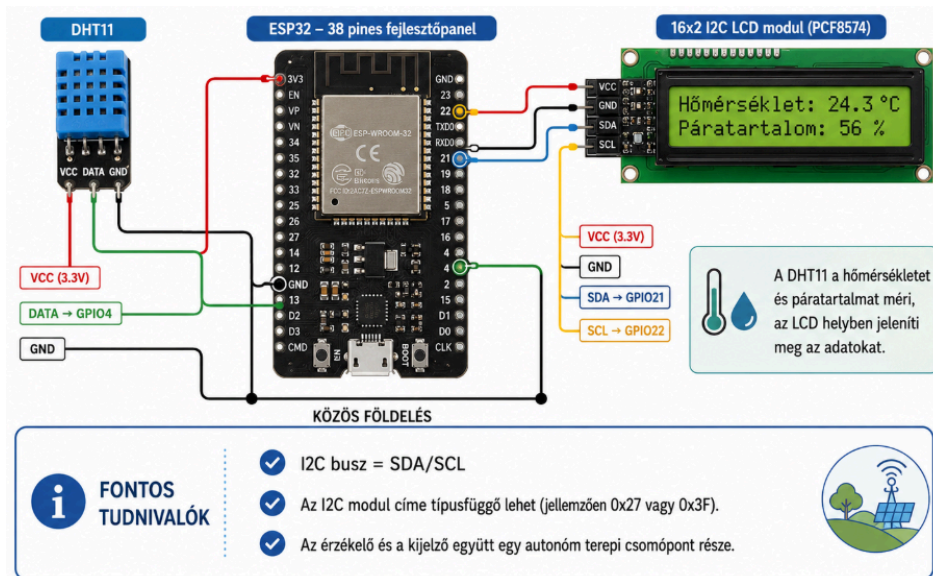 DHT11
VCC DATA GND
VCC (3.3V)
DATA → GPIO4
GND
ESP32 – 38 pines fejlesztőpanel
3V3
EN
VP
VN
34
35
32
33
25
26
27
14
12
GND
13
D2
D3
CMD
ESP-WROOM-32
CE
EN
BOOT
GND
23
22
TXD0
RXD0
21
19
18
5
17
16
4
4
2
15
D1
D0
CLK
KÖZÖS FÖLDELÉS
16x2 I2C LCD modul (PCF8574)
VCC
GND
SDA
SCL
Hőmérséklet: 24.3 °C
Páratartalom: 56 %
VCC (3.3V)
GND
SDA → GPIO21
SCL → GPIO22
A DHT11 a hőmérsékletet
és páratartalmat méri,
az LCD helyben jeleníti
meg az adatokat.
i
FONTOS
TUDNIVALÓK
I2C busz = SDA/SCL
Az I2C modul címe típusfüggő lehet (jellemzően 0x27 vagy 0x3F).
Az érzékelő és a kijelző együtt egy autonóm terepi csomópont része.